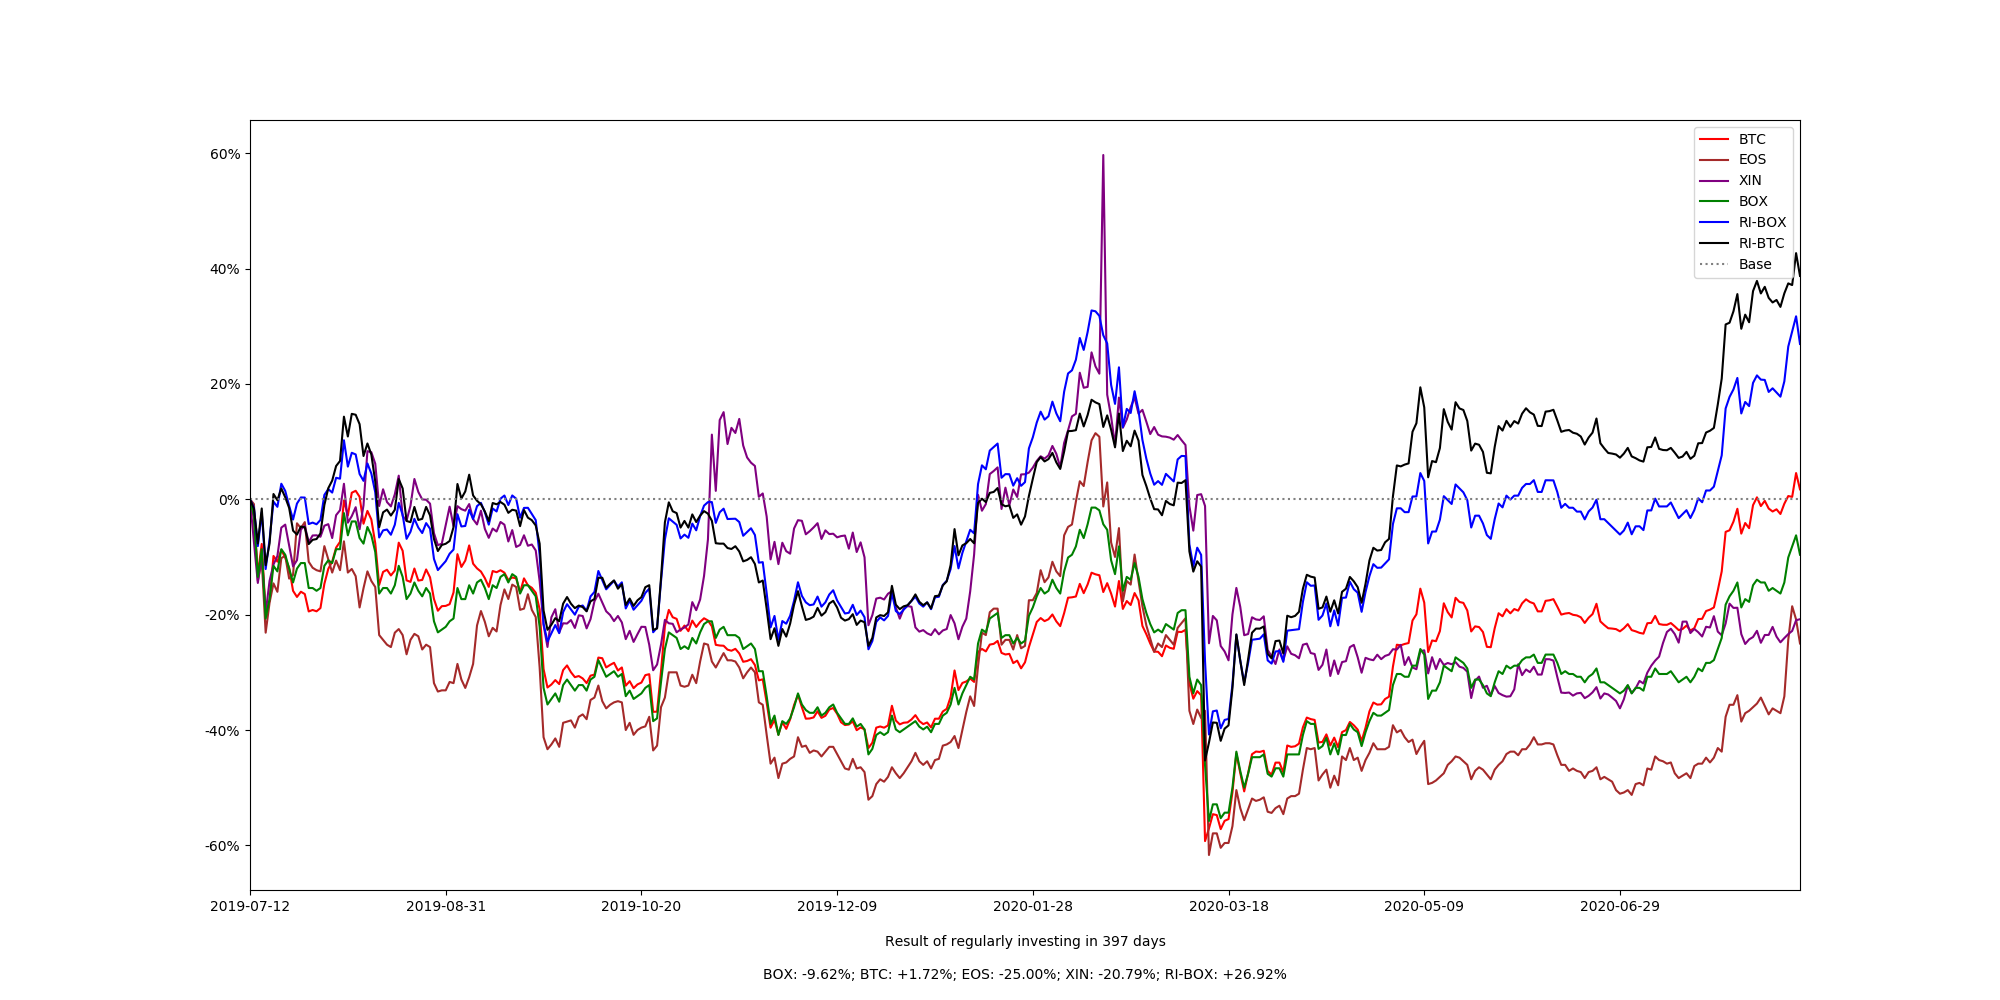 60%
40%
20%
0%
-20%
-40%
-60%
BTC
EOS
XIN
BOX
RI-BOX
RI-BTC
Base
2019-07-12 2019-08-31 2019-10-20 2019-12-09 2020-01-28 2020-03-18 2020-05-09 2020-06-29
Result of regularly investing in 397 days
BOX: -9.62%; BTC: +1.72%; EOS: -25.00%; XIN: -20.79%; RI-BOX: +26.92%